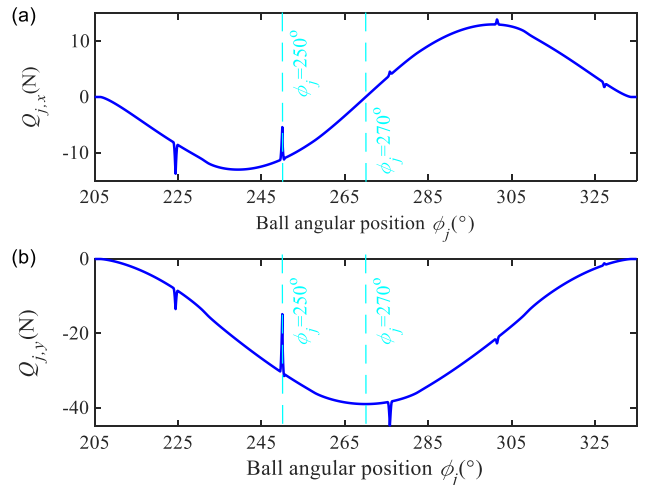 (a)
10
0
-10
Q_{j,x}(N)
ϕ_j=250°
ϕ_j=270°
205 225 245 265 285 305 325
Ball angular position ϕ_j(°)
(b)
0
-20
-40
Q_{j,y}(N)
ϕ_j=250°
ϕ_j=270°
205 225 245 265 285 305 325
Ball angular position ϕ_j(°)